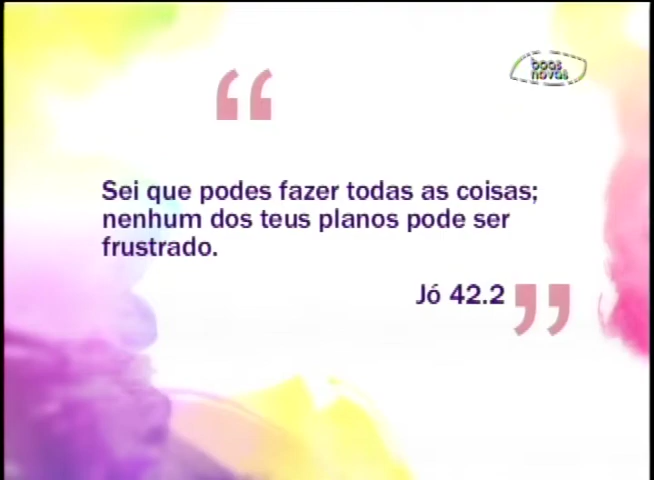 boas
novas
“
Sei que podes fazer todas as coisas;
nenhum dos teus planos pode ser
frustrado.
Jó 42.2
”